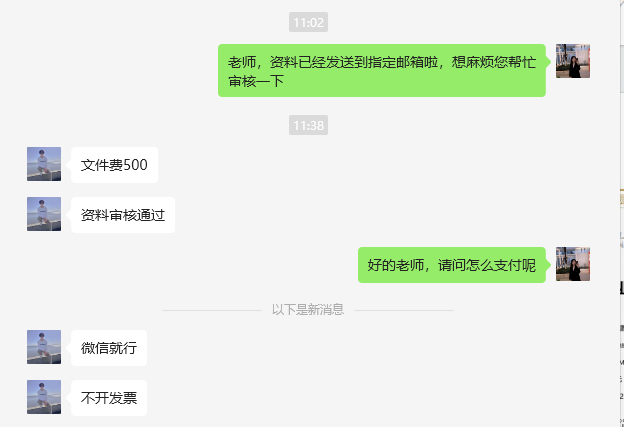 11:02
老师，资料已经发送到指定邮箱啦，想麻烦您帮忙
审核一下
11:38
文件费500
资料审核通过
好的老师，请问怎么支付呢
以下是新消息
微信就行
不开发票